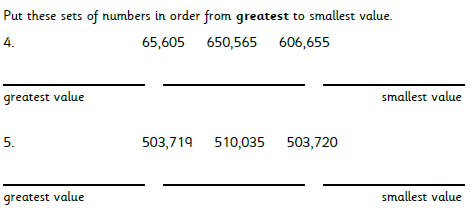 Put these sets of numbers in order from greatest to smallest value.
4. 65,605 650,565 606,655
greatest value smallest value
5. 503,719 510,035 503,720
greatest value smallest value